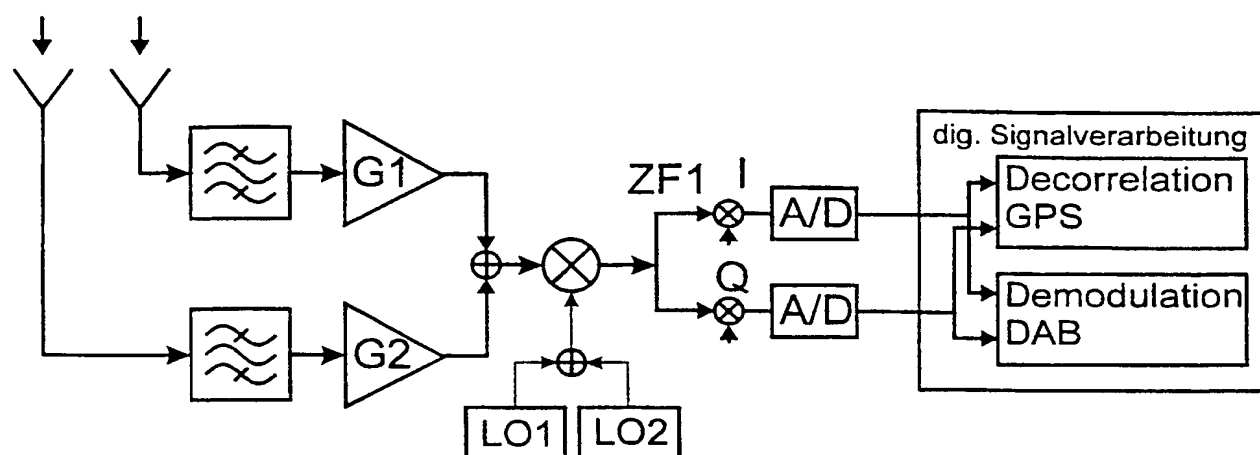 G1
G2
LO1
LO2
ZF1
I
Q
A/D
A/D
dig. Signalverarbeitung
Decorrelation
GPS
Demodulation
DAB